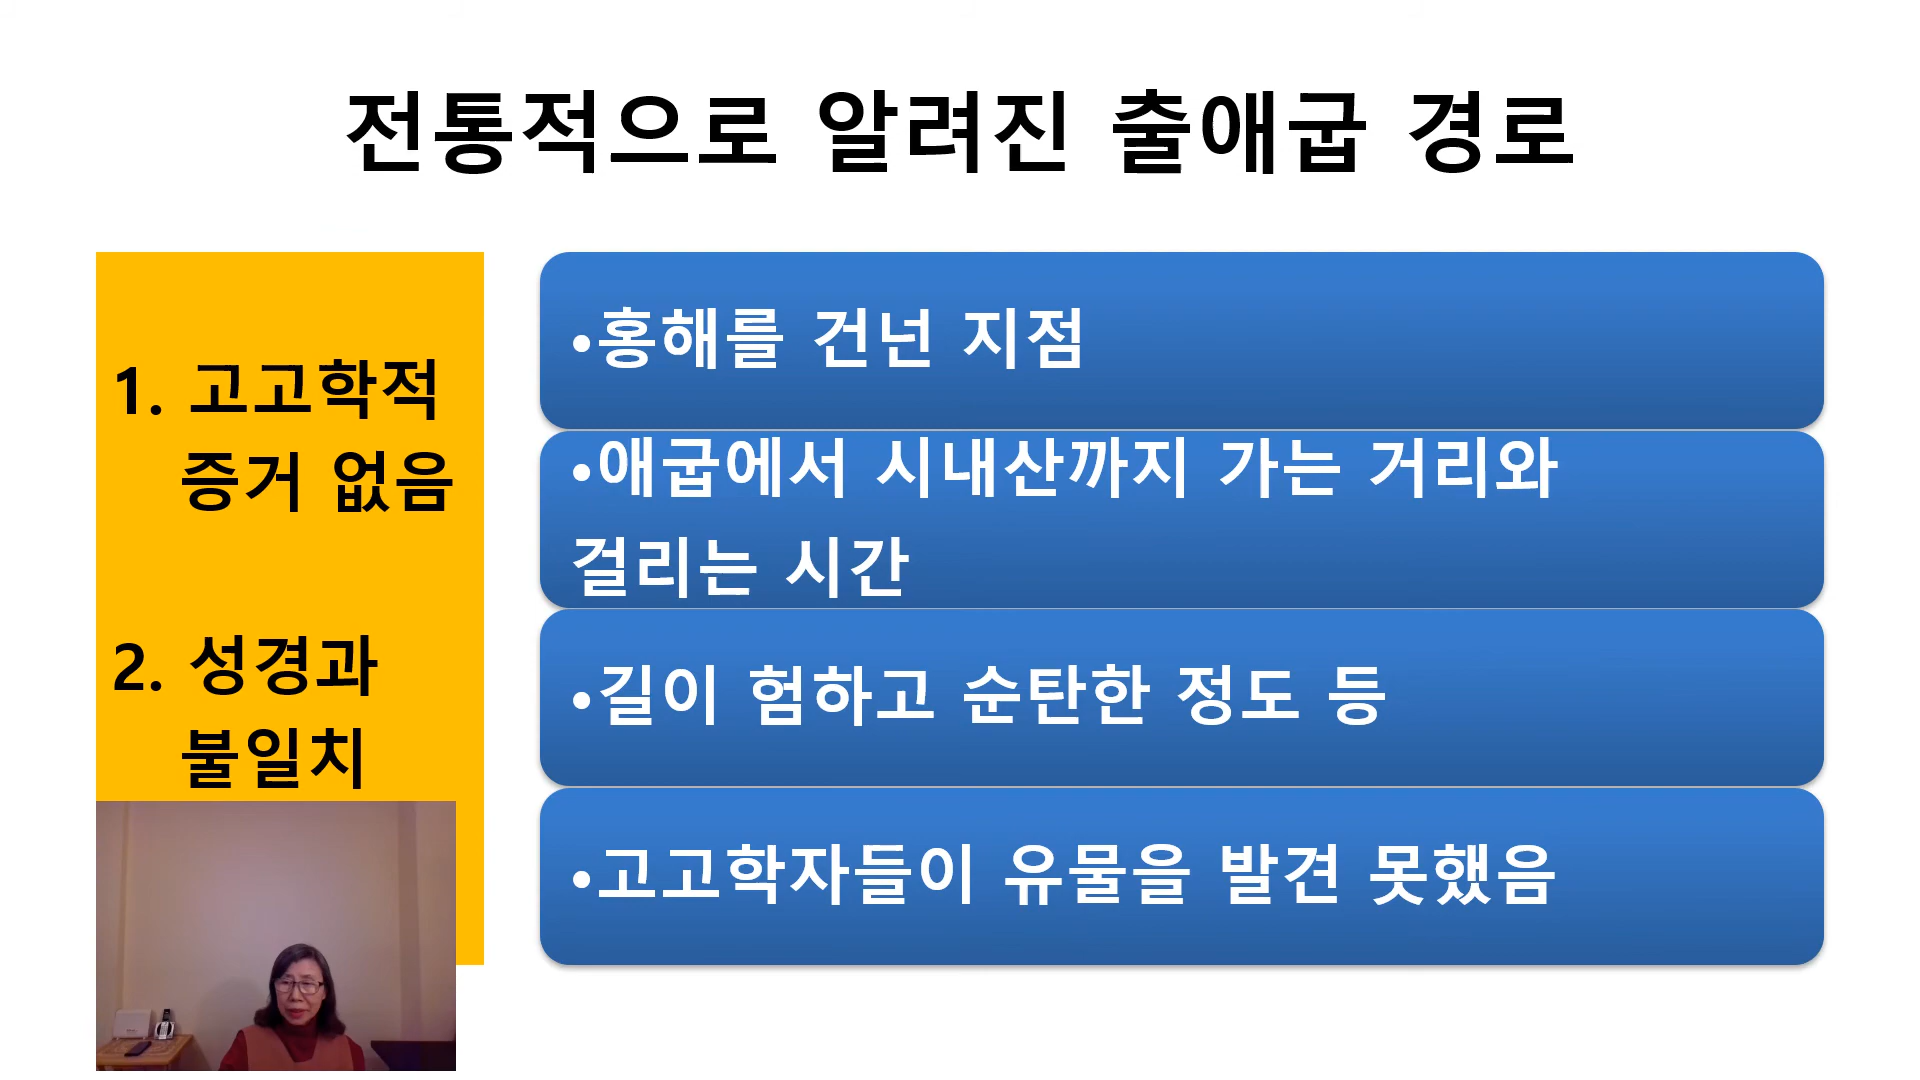 전통적으로 알려진 출애굽 경로
1. 고고학적
증거 없음
2. 성경과
불일치
•홍해를 건넌 지점
•애굽에서 시내산까지 가는 거리와
걸리는 시간
•길이 험하고 순탄한 정도 등
•고고학자들이 유물을 발견 못했음